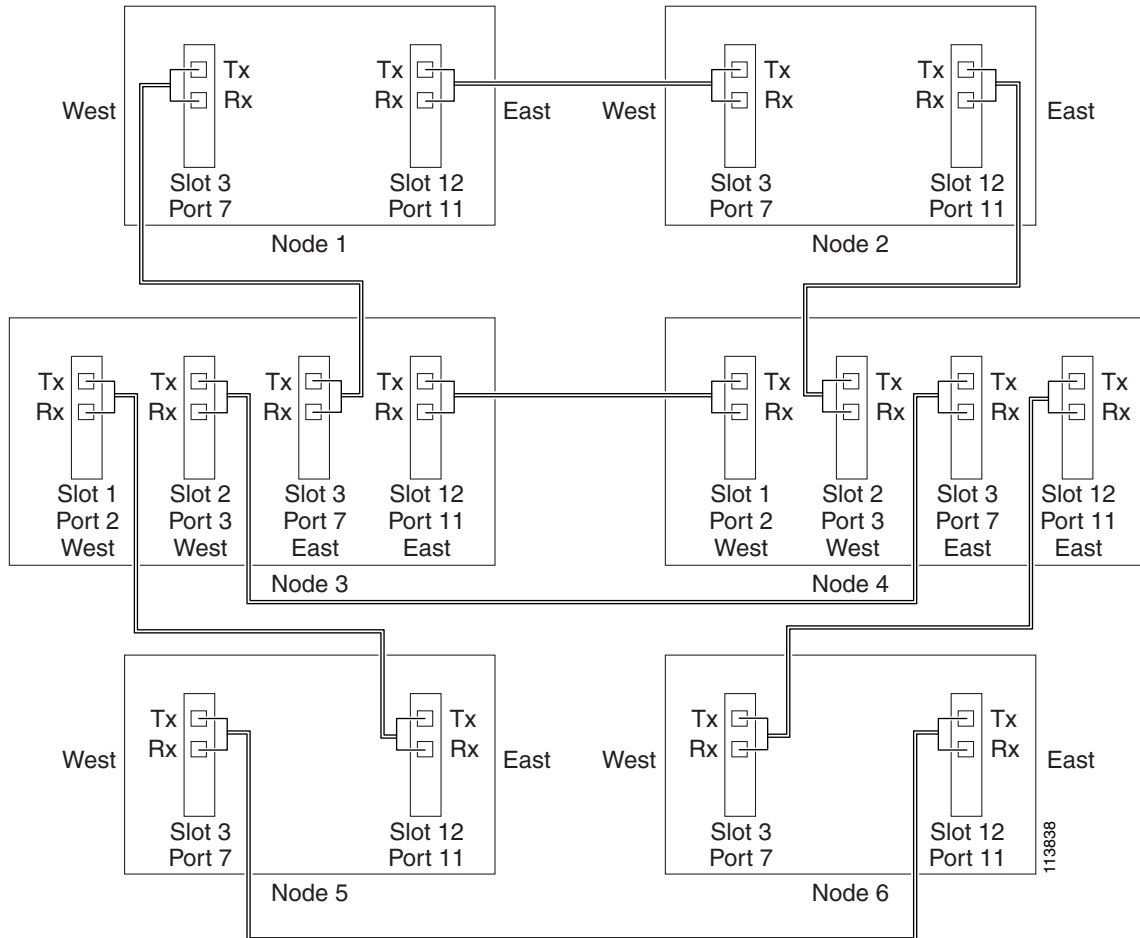 Tx Tx Tx Tx
West Rx Rx East West Rx Rx East
Slot 3 Slot 12 Slot 3 Slot 12
Port 7 Port 11 Port 7 Port 11
Node 1 Node 2
Tx Tx Tx Tx Tx Tx Tx Tx
Rx Rx Rx Rx Rx Rx Rx Rx
Slot 1 Slot 2 Slot 3 Slot 12 Slot 1 Slot 2 Slot 3 Slot 12
Port 2 Port 3 Port 7 Port 11 Port 2 Port 3 Port 7 Port 11
West West East East West West East East
Node 3 Node 4
Tx Tx Tx Tx
West Rx Rx East West Rx Rx East
Slot 3 Slot 12 Slot 3 Slot 12
Port 7 Port 11 Port 7 Port 11
113838
Node 5 Node 6